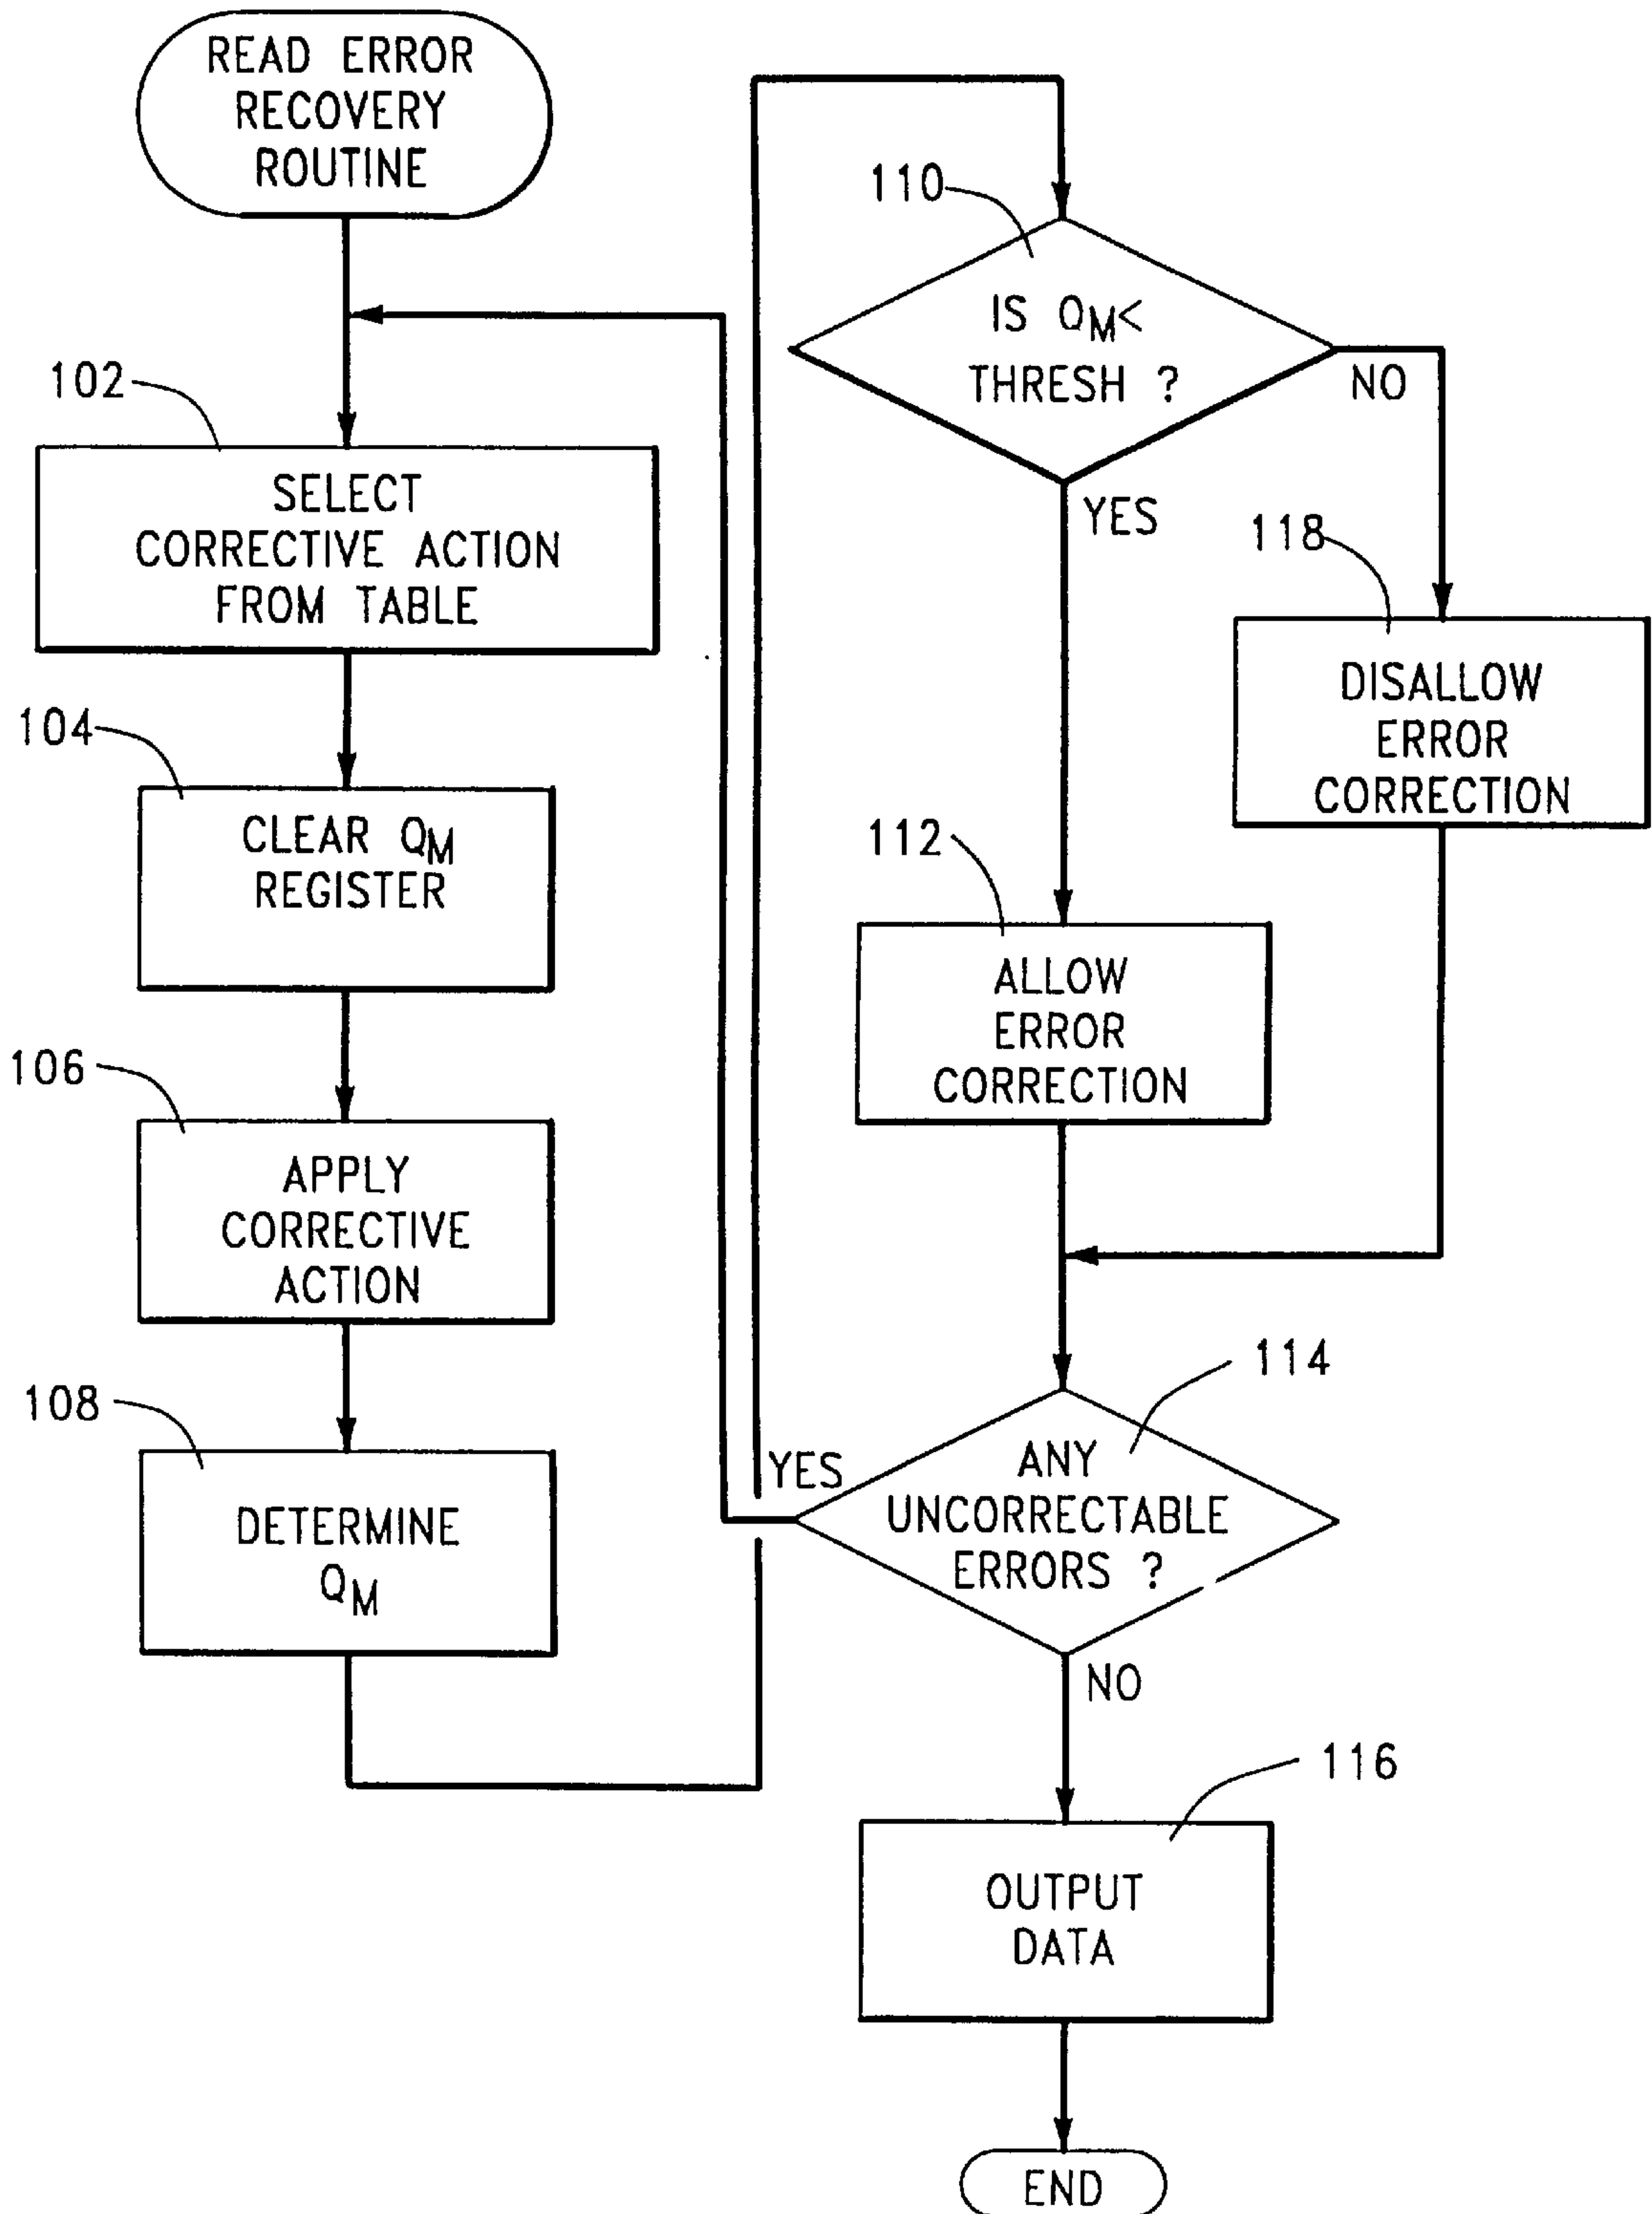 READ ERROR
RECOVERY
ROUTINE
102
SELECT
CORRECTIVE ACTION
FROM TABLE
104
CLEAR QM
REGISTER
106
APPLY
CORRECTIVE
ACTION
108
DETERMINE
QM
110
IS QM<
THRESH ?
NO
YES
118
DISALLOW
ERROR
CORRECTION
112
ALLOW
ERROR
CORRECTION
114
YES
ANY
UNCORRECTABLE
ERRORS ?
NO
116
OUTPUT
DATA
END